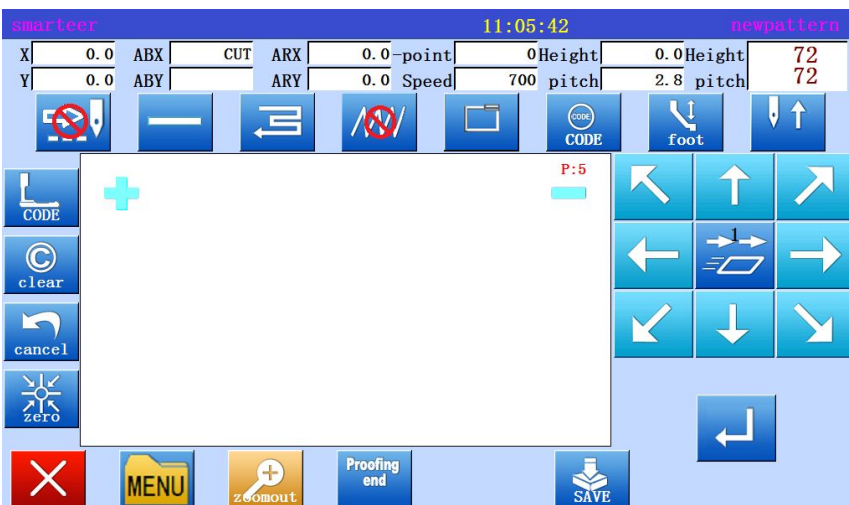 smarteer 11:05:42 newpattern
X 0.0 ABX CUT ARX 0.0 -point 0 Height 0.0 Height 72
Y 0.0 ABY ARY 0.0 Speed 700 pitch 2.8 pitch 72
CODE
CODE
foot
P:5
CODE
1
C
clear
cancel
zero
MENU
zoomout
Proofing
end
SAVE